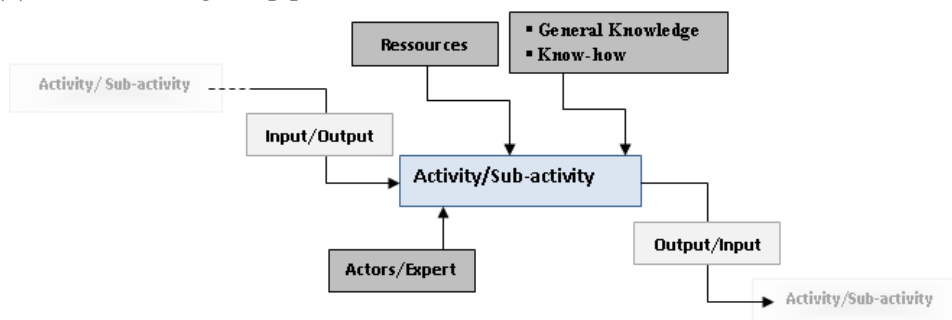 ▪ General Knowledge
▪ Know-how
Ressources
Activity/ Sub-activity
Input/Output
Activity/Sub-activity
Output/Input
Actors/Expert
Activity/Sub-activity